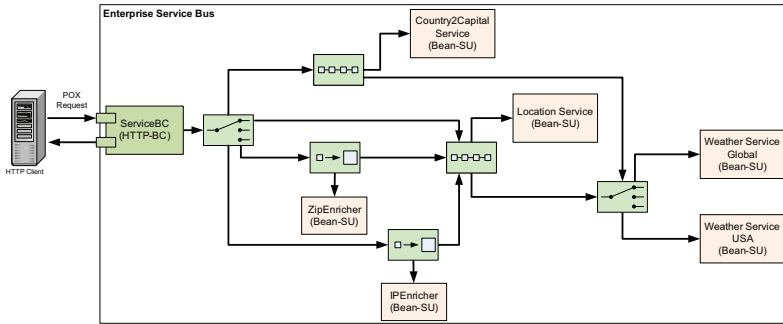 Enterprise Service Bus
Country2Capital
Service
(Bean-SU)
POX
Request
ServiceBC
(HTTP-BC)
HTTP Client
Location Service
(Bean-SU)
Weather Service
Global
(Bean-SU)
ZipEnricher
(Bean-SU)
Weather Service
USA
(Bean-SU)
IPEnricher
(Bean-SU)